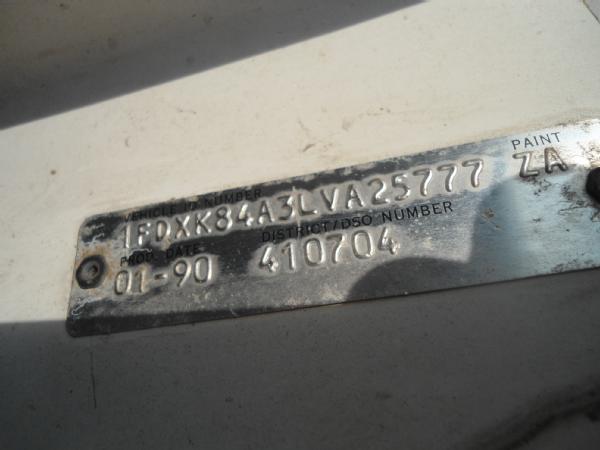 VEHICLE ID NUMBER PAINT
1FDXK84A3LVA25777 ZA
PROD. DATE DISTRICT/DSO NUMBER
01-90 410704